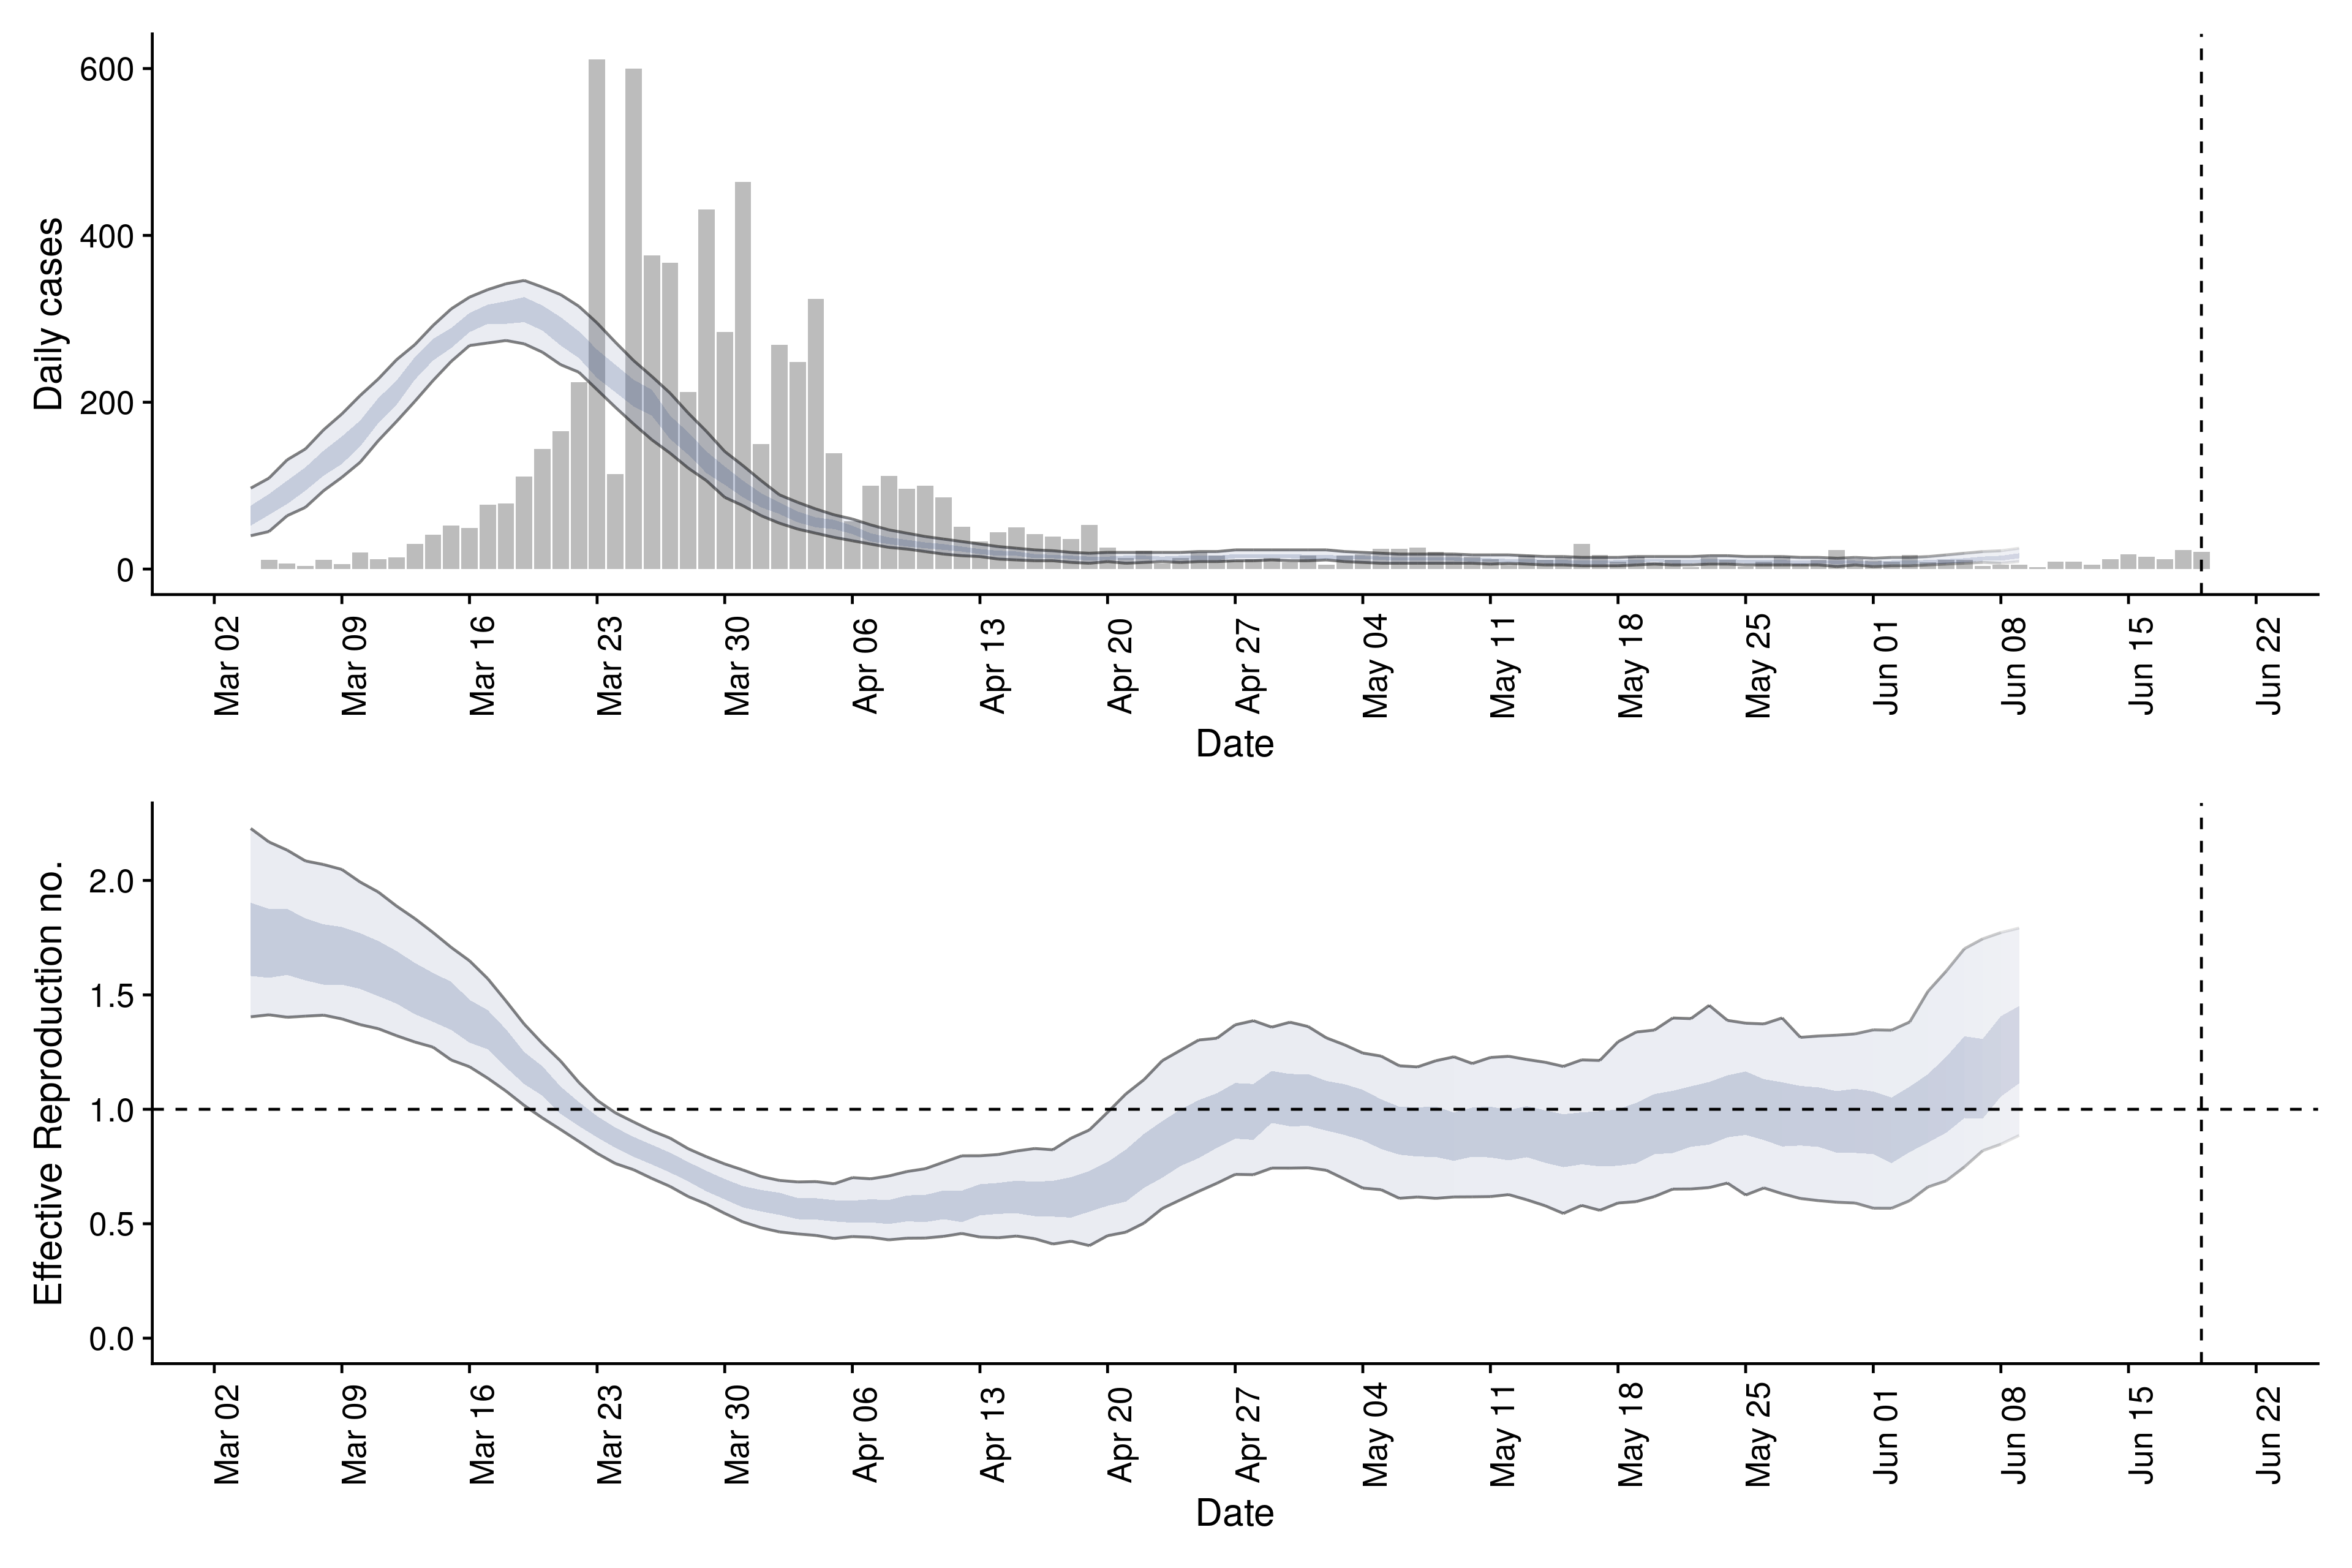 Daily cases
600
400
200
0
Mar 02
Mar 09
Mar 16
Mar 23
Mar 30
Apr 06
Apr 13
Apr 20
Apr 27
May 04
May 11
May 18
May 25
Jun 01
Jun 08
Jun 15
Jun 22
Date
Effective Reproduction no.
2.0
1.5
1.0
0.5
0.0
Mar 02
Mar 09
Mar 16
Mar 23
Mar 30
Apr 06
Apr 13
Apr 20
Apr 27
May 04
May 11
May 18
May 25
Jun 01
Jun 08
Jun 15
Jun 22
Date